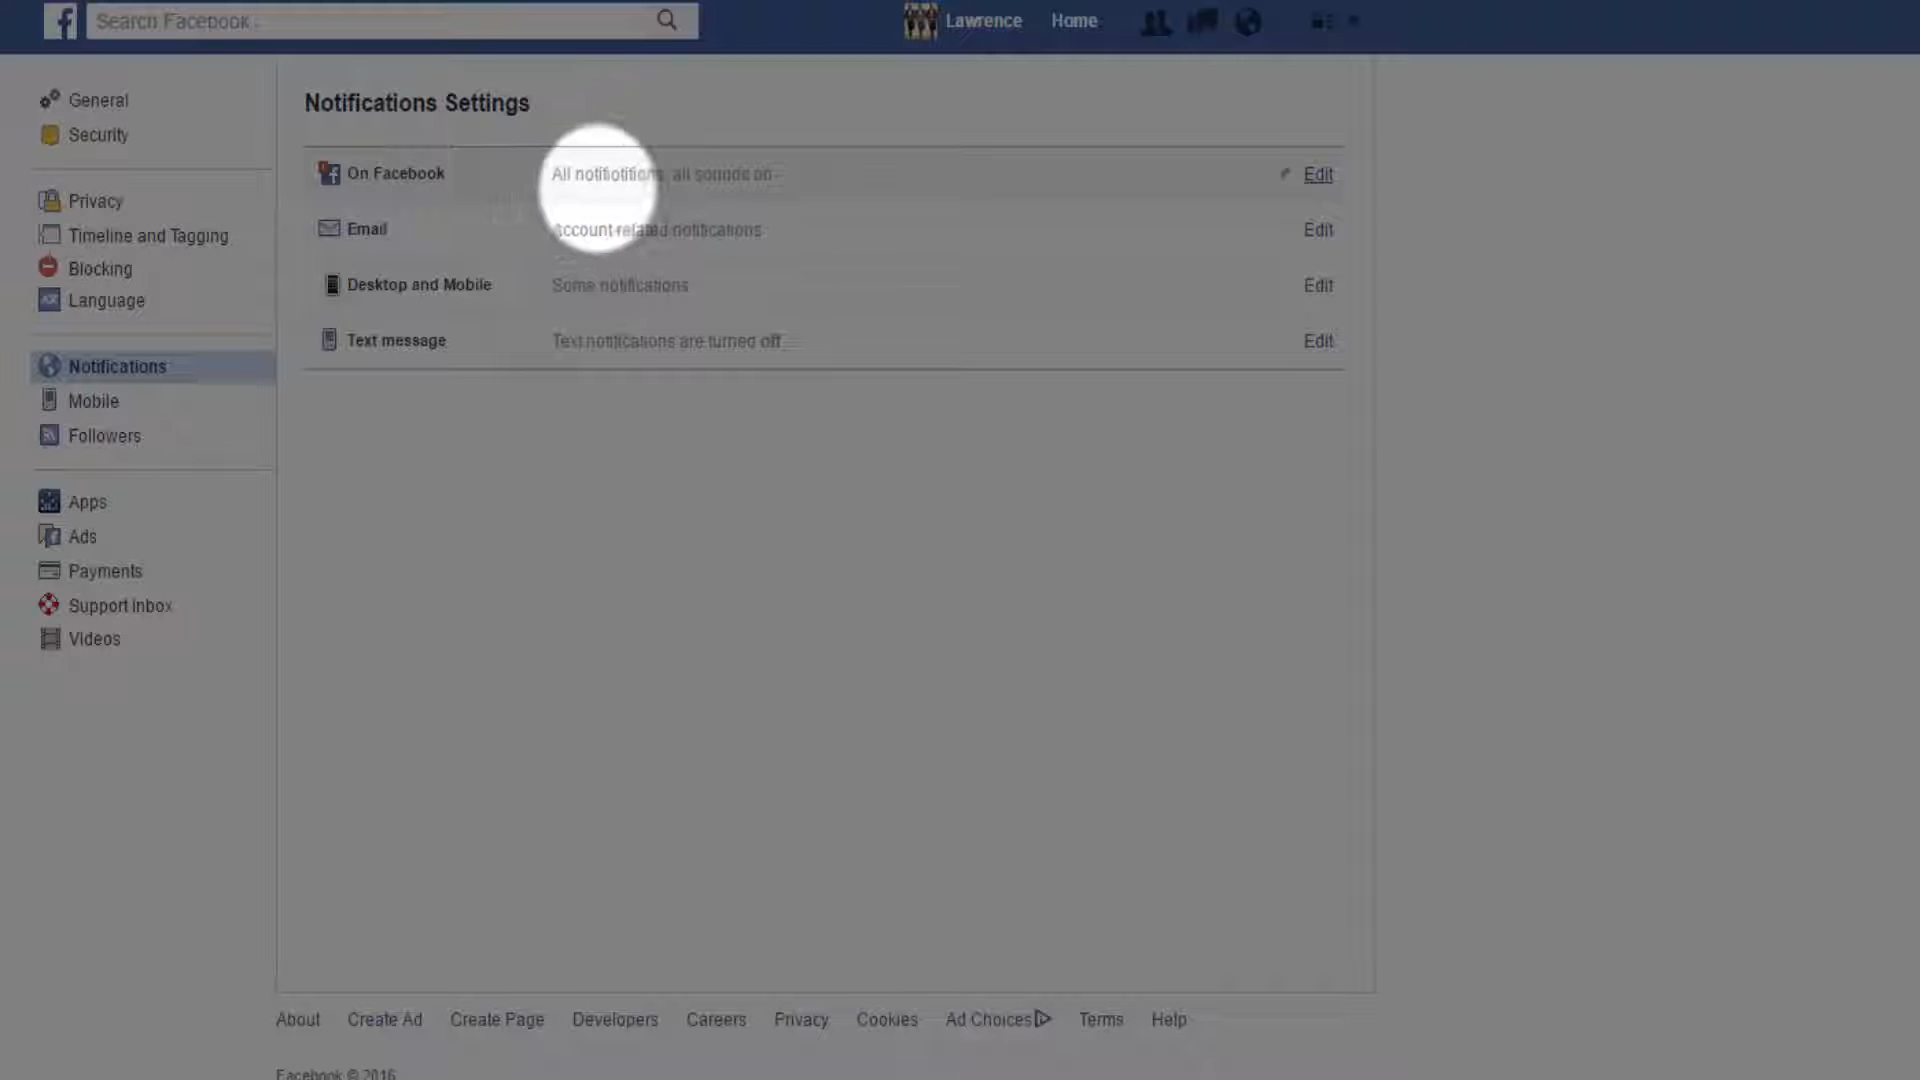 Search Facebook
Lawrence
Home
General
Security
Privacy
Timeline and Tagging
Blocking
Language
Notifications
Mobile
Followers
Apps
Ads
Payments
Support Inbox
Videos
Notifications Settings
On Facebook all sounds on Edit
Email Account related notifications Edit
Desktop and Mobile Some notifications Edit
Text message Text notifications are turned off Edit
About Create Ad Create Page Developers Careers Privacy Cookies Ad Choices Terms Help
Facebook © 2016